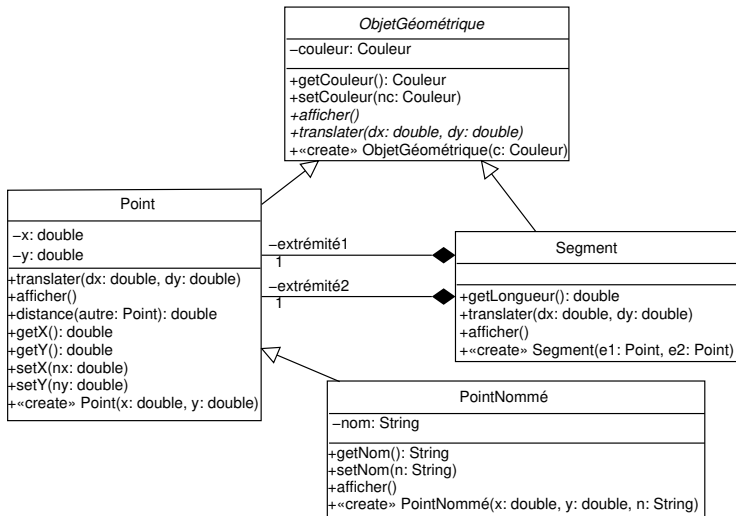 ObjetGéométrique
−couleur: Couleur
+getCouleur(): Couleur
+setCouleur(nc: Couleur)
+afficher()
+translater(dx: double, dy: double)
+«create» ObjetGéométrique(c: Couleur)
Point
−x: double
−y: double
+translater(dx: double, dy: double)
+afficher()
+distance(autre: Point): double
+getX(): double
+getY(): double
+setX(nx: double)
+setY(ny: double)
+«create» Point(x: double, y: double)
−extrémité1
1
−extrémité2
1
Segment
+getLongueur(): double
+translater(dx: double, dy: double)
+afficher()
+«create» Segment(e1: Point, e2: Point)
PointNommé
−nom: String
+getNom(): String
+setNom(n: String)
+afficher()
+«create» PointNommé(x: double, y: double, n: String)